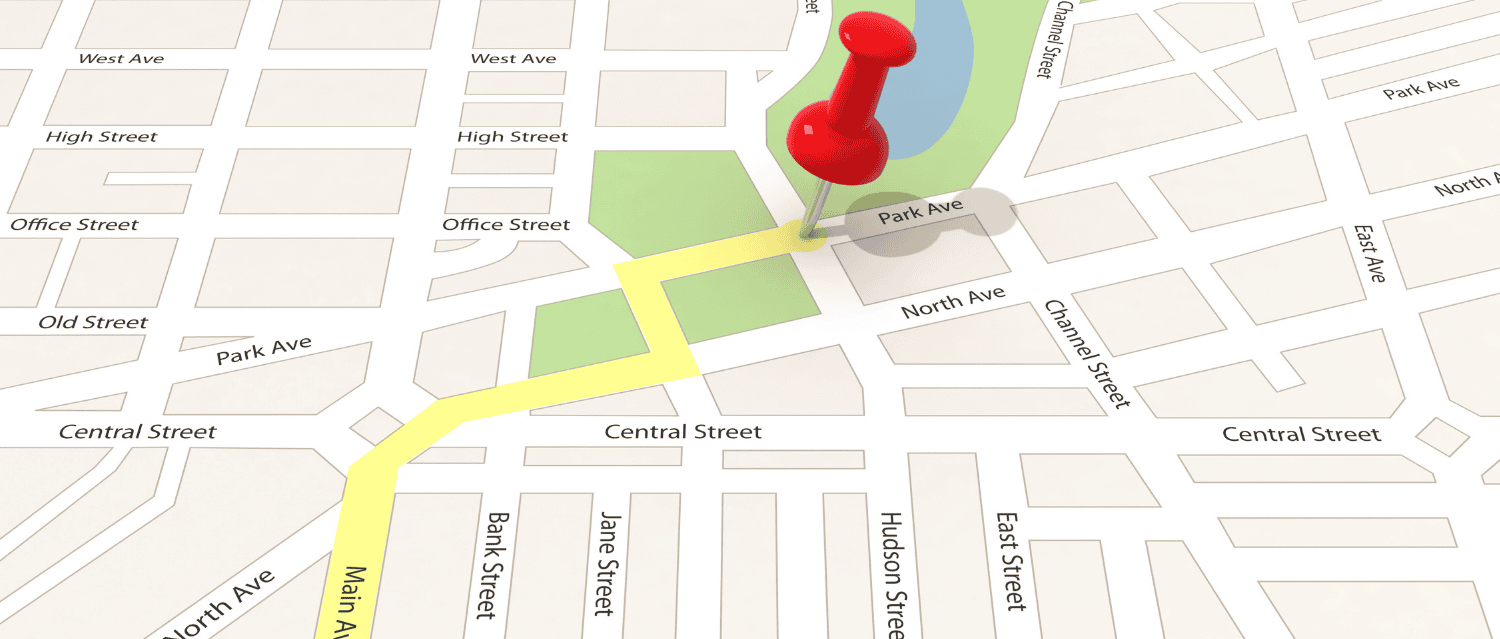 eet
Channel Street
West Ave
West Ave
Park Ave
High Street
High Street
North A
Park Ave
Office Street
Office Street
East Ave
North Ave
Old Street
Channel Street
Park Ave
Central Street
Central Street
Central Street
Bank Street
Jane Street
Hudson Stree
East Street
Main Av
North Ave